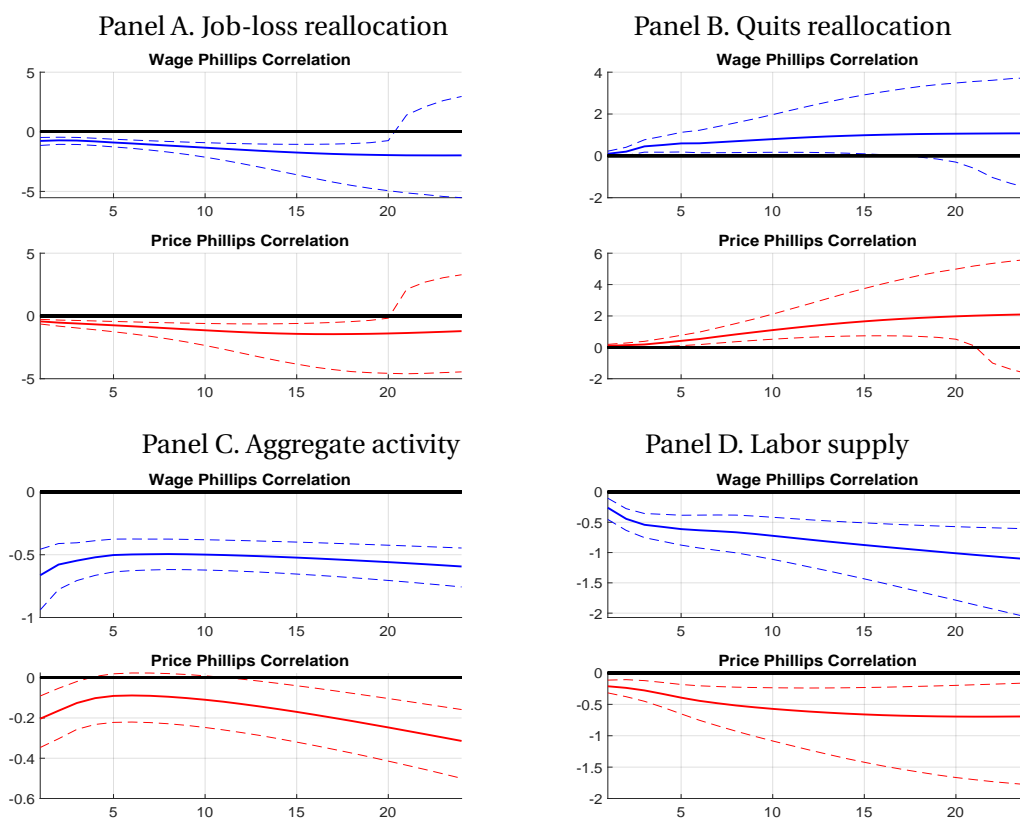 Panel A. Job-loss reallocation
Wage Phillips Correlation
5
0
-5
5 10 15 20
Price Phillips Correlation
5
0
-5
5 10 15 20
Panel B. Quits reallocation
Wage Phillips Correlation
4
2
0
-2
5 10 15 20
Price Phillips Correlation
6
4
2
0
-2
5 10 15 20
Panel C. Aggregate activity
Wage Phillips Correlation
0
-0.5
-1
5 10 15 20
Price Phillips Correlation
0
-0.2
-0.4
-0.6
5 10 15 20
Panel D. Labor supply
Wage Phillips Correlation
0
-0.5
-1
-1.5
-2
5 10 15 20
Price Phillips Correlation
0
-0.5
-1
-1.5
-2
5 10 15 20